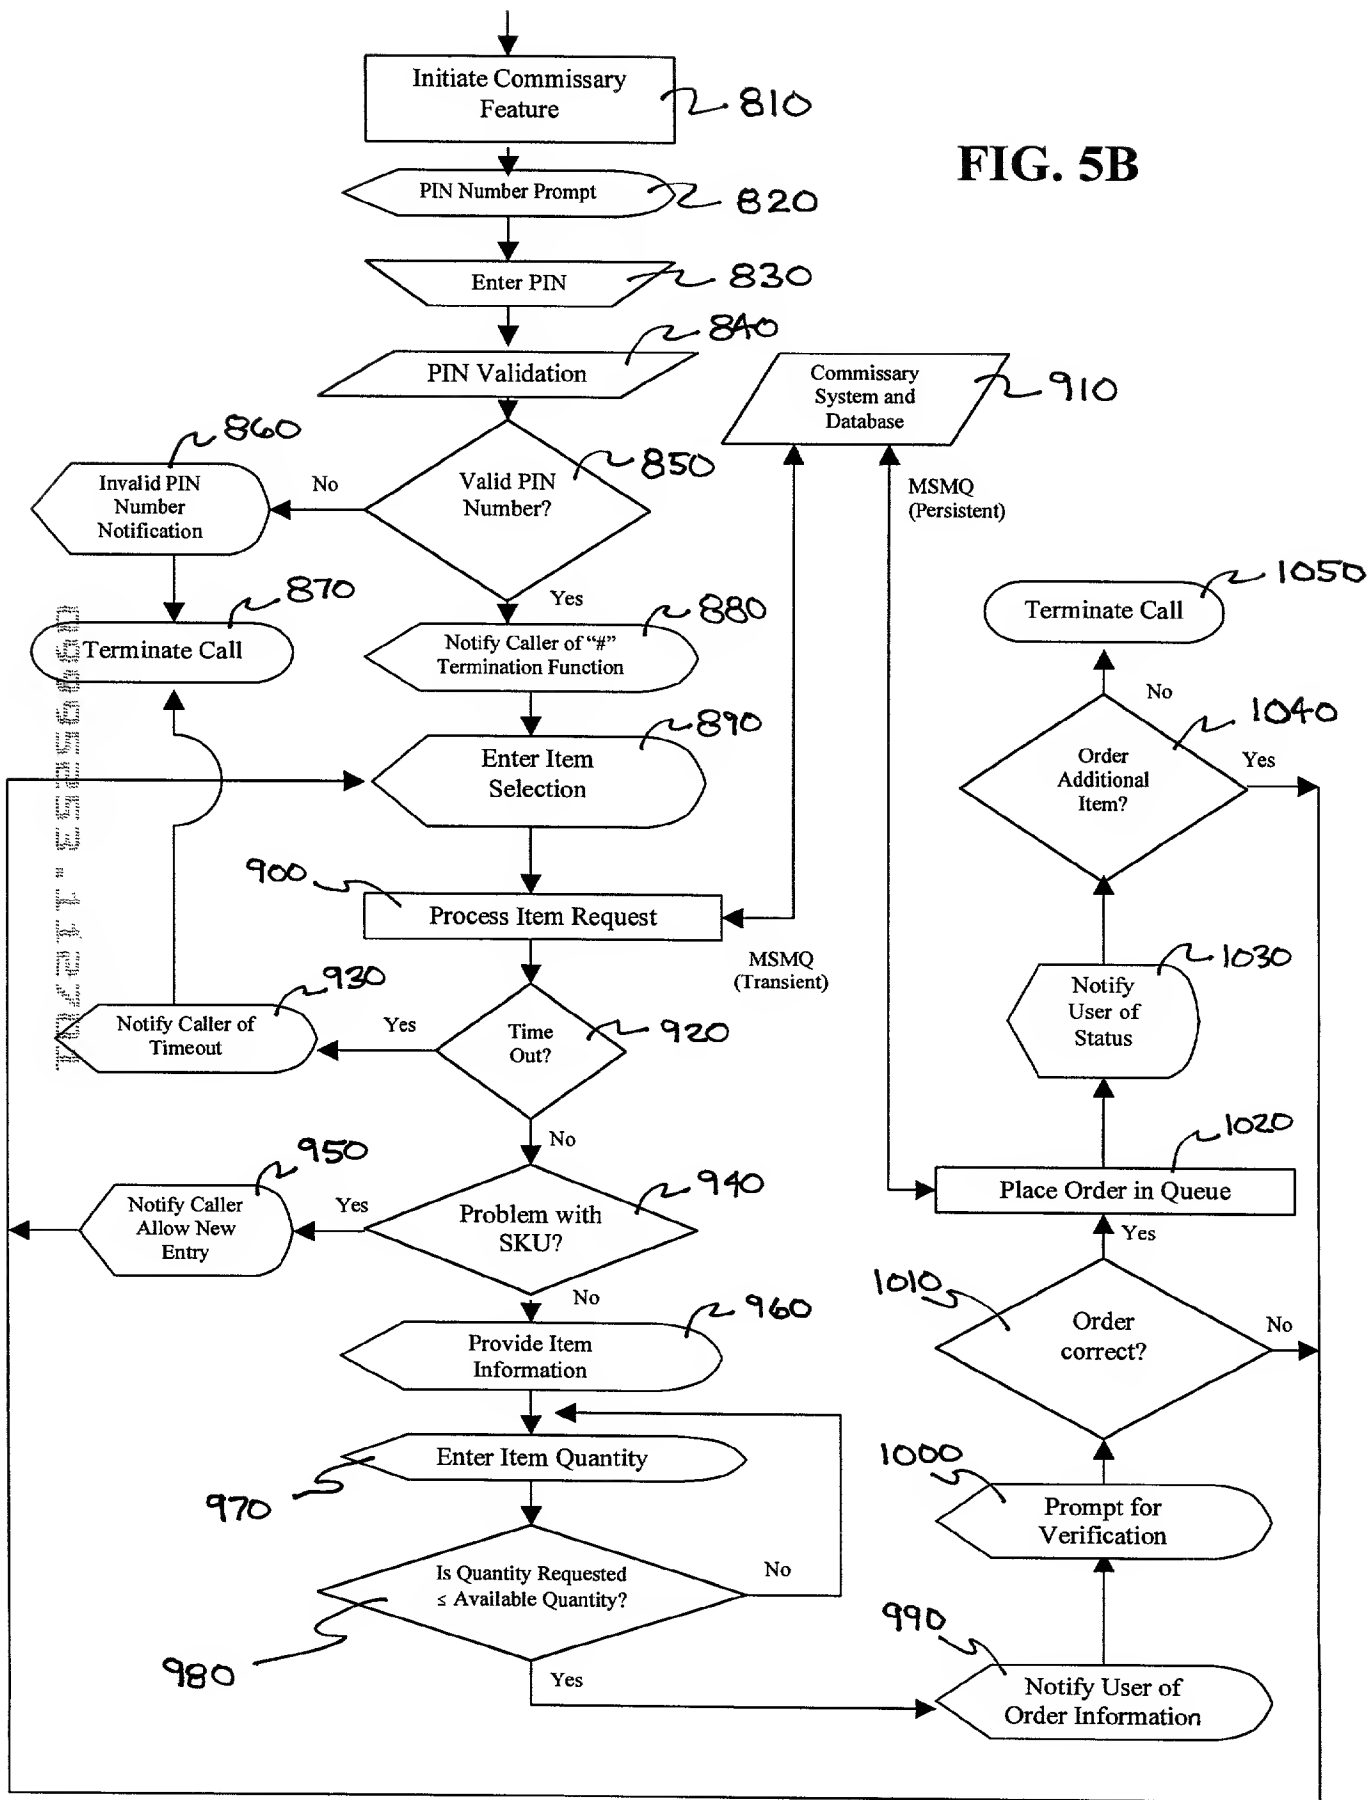 Initiate Commissary
Feature
810
FIG. 5B
PIN Number Prompt
820
Enter PIN
830
840
PIN Validation
Commissary
System and
Database
910
860
Valid PIN
Number?
850
Invalid PIN
Number
Notification
No
MSMQ
(Persistent)
Yes
870
Terminate Call
880
Notify Caller of “#”
Termination Function
1050
Terminate Call
No
890
Enter Item
Selection
1040
Order
Additional
Item?
Yes
900
Process Item Request
MSMQ
(Transient)
930
Notify Caller of
Timeout
Yes
Time
Out?
920
1030
Notify
User of
Status
No
950
Notify Caller
Allow New
Entry
Yes
Problem with
SKU?
940
1020
Place Order in Queue
Yes
No
960
Provide Item
Information
1010
Order
correct?
No
Enter Item Quantity
970
1000
Prompt for
Verification
Is Quantity Requested
≤ Available Quantity?
No
980
Yes
990
Notify User of
Order Information